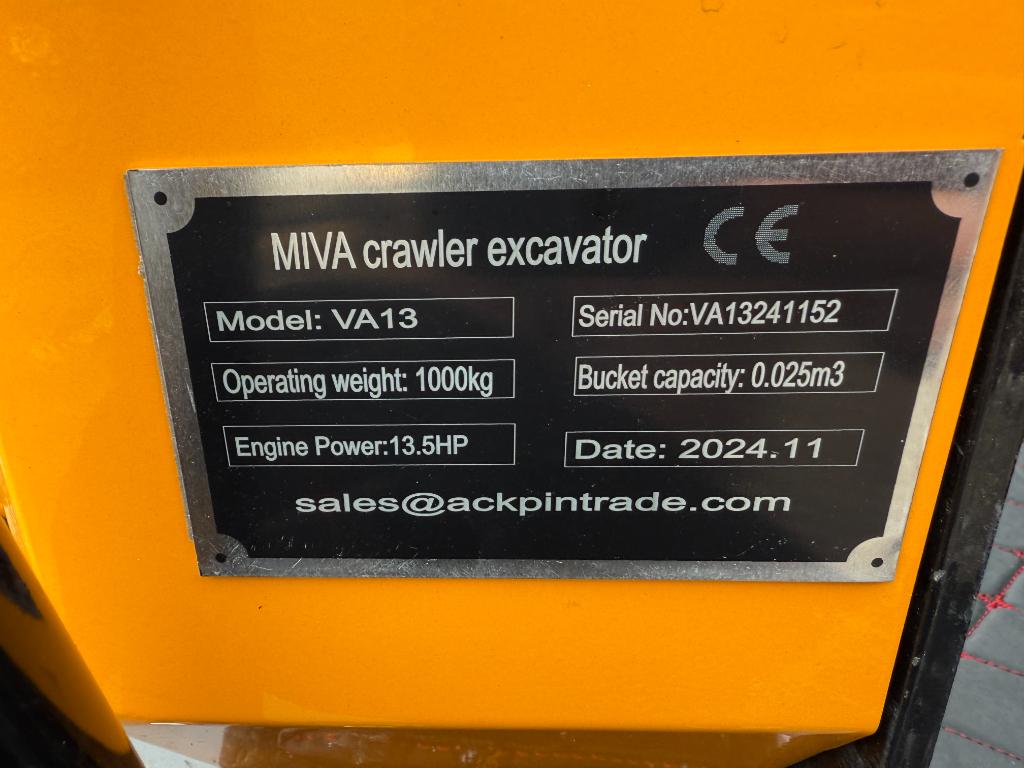 MIVA crawler excavator CE
Model: VA13
Serial No:VA13241152
Operating weight: 1000kg
Bucket capacity: 0.025m3
Engine Power:13.5HP
Date: 2024.11
sales@ackpintrade.com